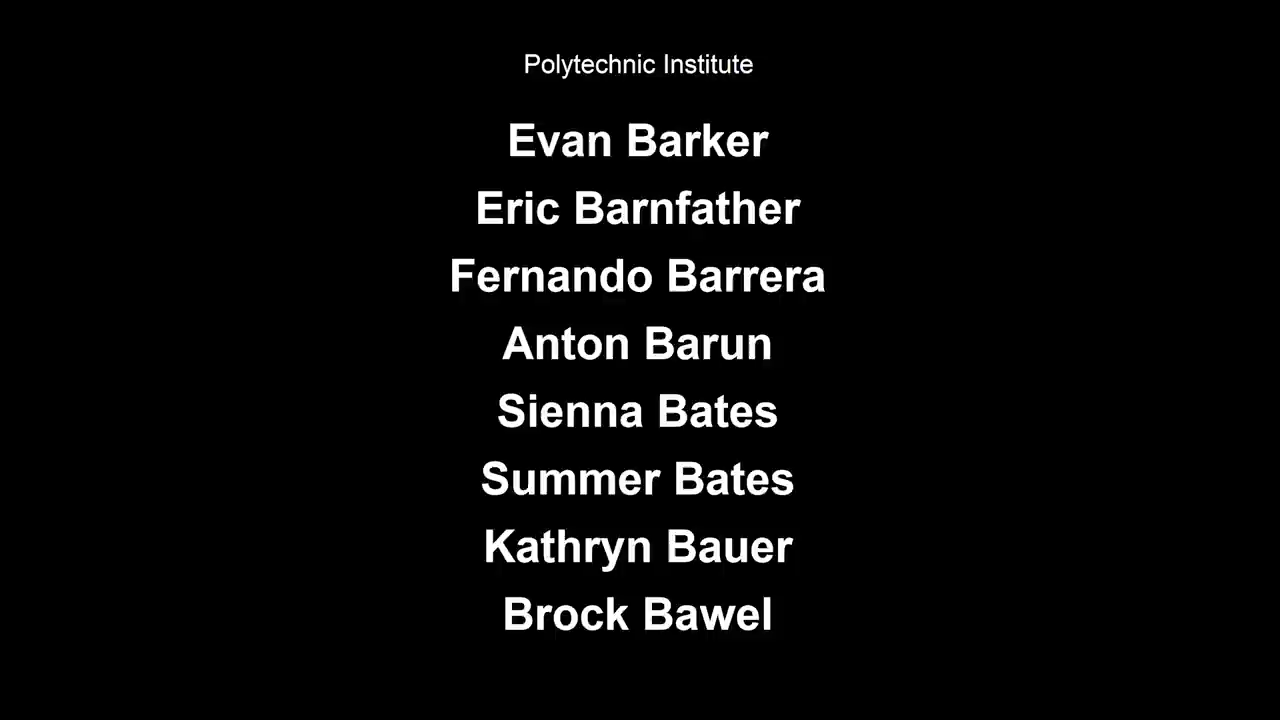 Polytechnic Institute
Evan Barker
Eric Barnfather
Fernando Barrera
Anton Barun
Sienna Bates
Summer Bates
Kathryn Bauer
Brock Bawel